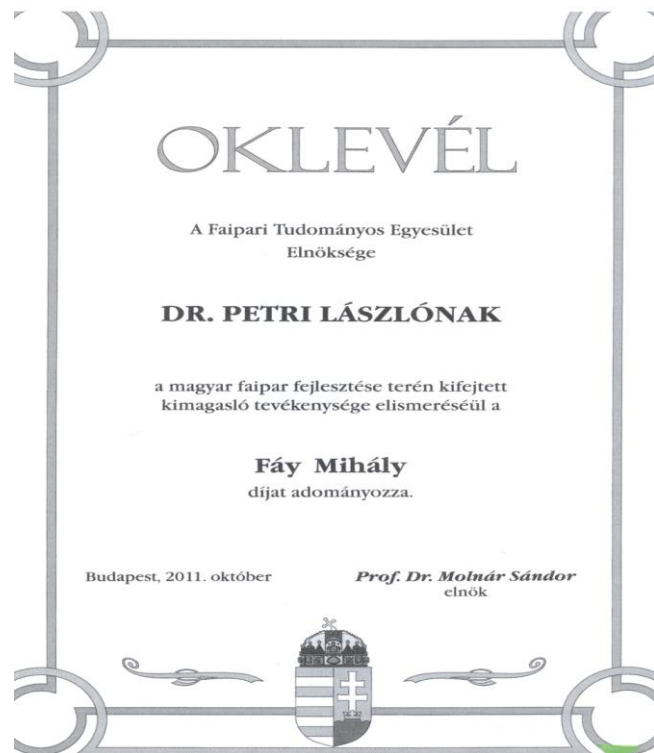 OKLEVÉL
A Faipari Tudományos Egyesület
Elnöksége
DR. PETRI LÁSZLÓNAK
a magyar faipar fejlesztése terén kifejtett
kimagasló tevékenysége elismeréséül a
Fáy Mihály
díjat adományozza.
Budapest, 2011. október
Prof. Dr. Molnár Sándor
elnök